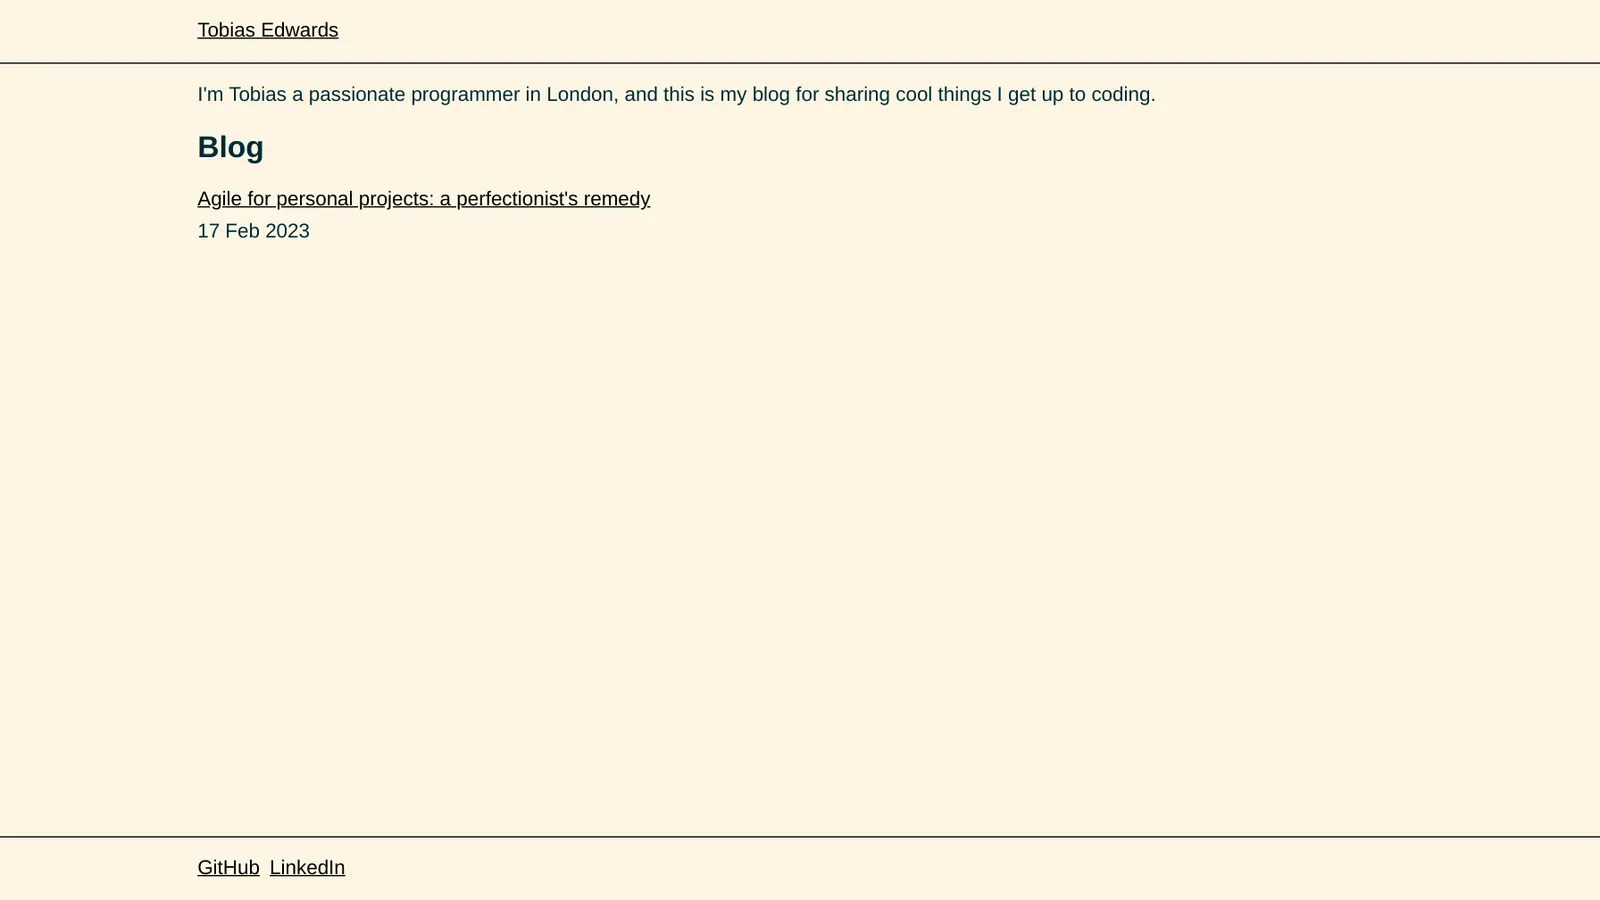 Tobias Edwards
I'm Tobias a passionate programmer in London, and this is my blog for sharing cool things I get up to coding.
Blog
Agile for personal projects: a perfectionist's remedy
17 Feb 2023
GitHub LinkedIn